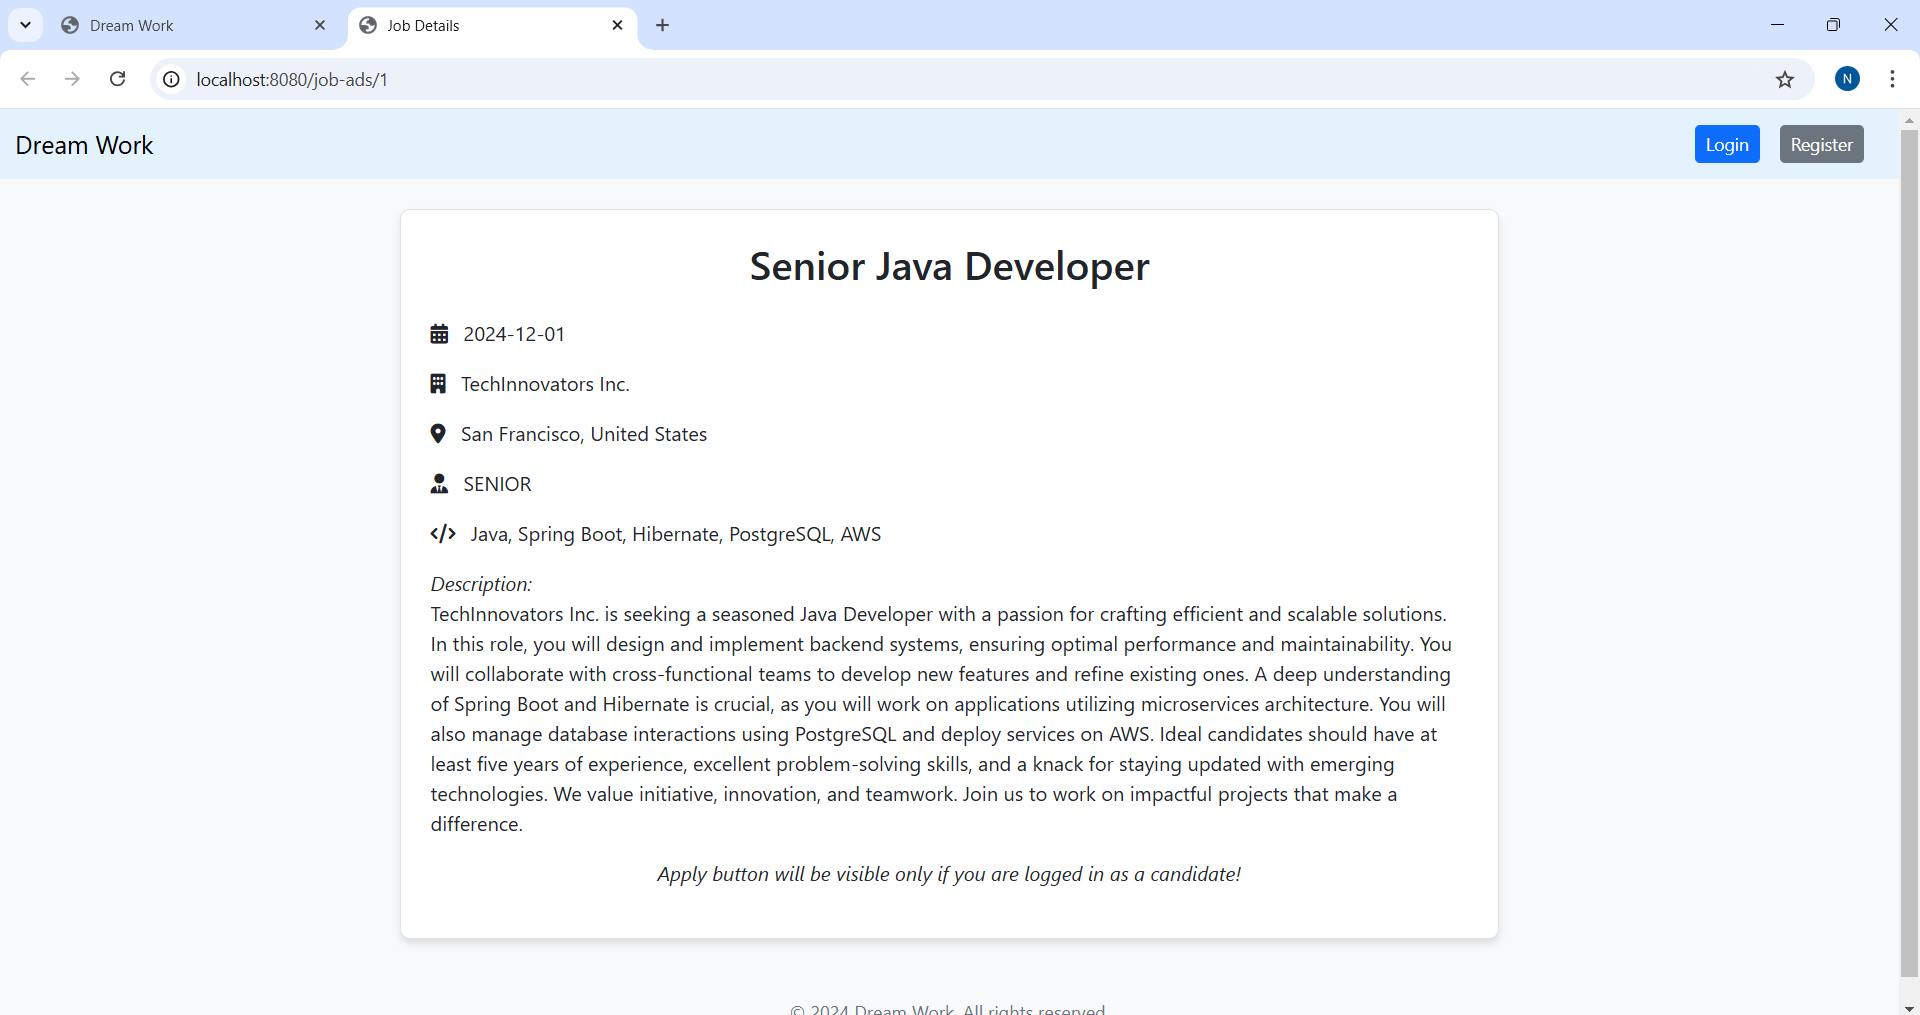 Dream Work
Job Details
localhost:8080/job-ads/1
N
Dream Work
Login
Register
Senior Java Developer
2024-12-01
TechInnovators Inc.
San Francisco, United States
SENIOR
Java, Spring Boot, Hibernate, PostgreSQL, AWS
Description:
TechInnovators Inc. is seeking a seasoned Java Developer with a passion for crafting efficient and scalable solutions.
In this role, you will design and implement backend systems, ensuring optimal performance and maintainability. You
will collaborate with cross-functional teams to develop new features and refine existing ones. A deep understanding
of Spring Boot and Hibernate is crucial, as you will work on applications utilizing microservices architecture. You will
also manage database interactions using PostgreSQL and deploy services on AWS. Ideal candidates should have at
least five years of experience, excellent problem-solving skills, and a knack for staying updated with emerging
technologies. We value initiative, innovation, and teamwork. Join us to work on impactful projects that make a
difference.
Apply button will be visible only if you are logged in as a candidate!
© 2024 Dream Work. All rights reserved